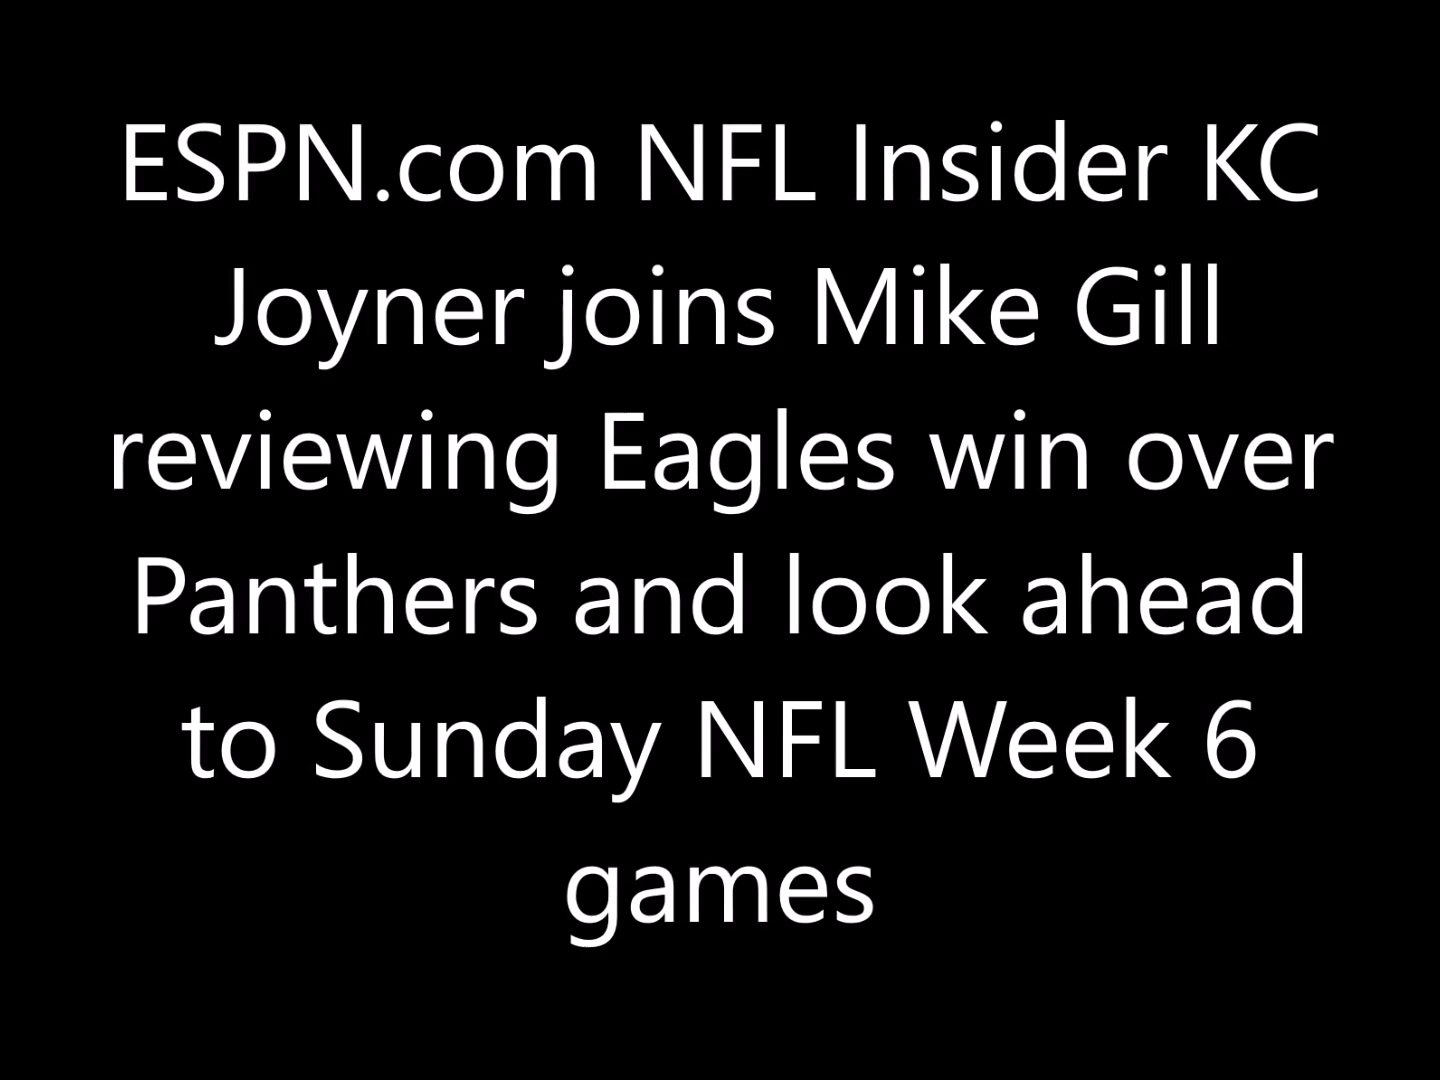 ESPN.com NFL Insider KC
Joyner joins Mike Gill
reviewing Eagles win over
Panthers and look ahead
to Sunday NFL Week 6
games